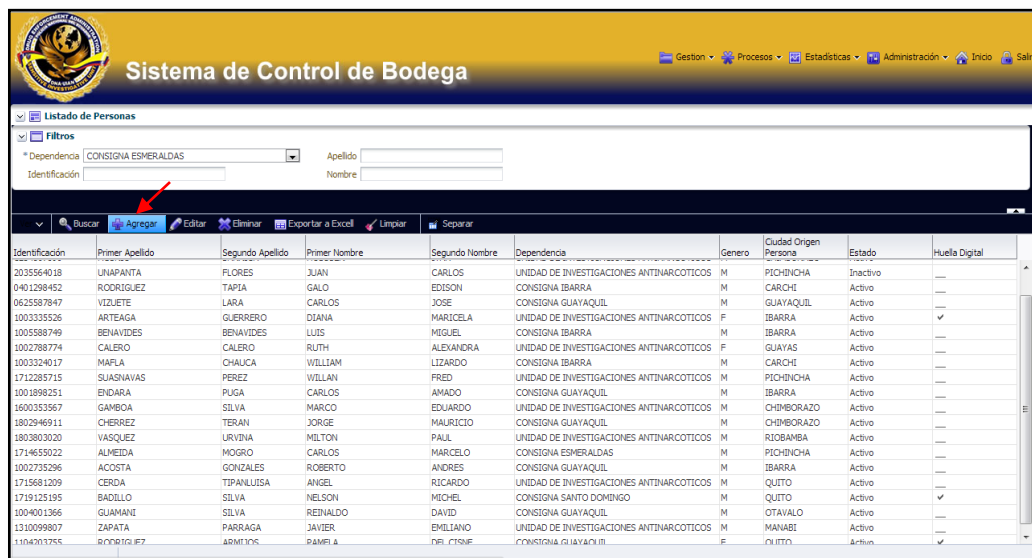 Gestion Procesos Estadísticas Administración Inicio Salir
Sistema de Control de Bodega
Listado de Personas
Filtros
* Dependencia CONSIGNA ESMERALDAS Apellido
Identificación Nombre
Buscar Agregar Editar Eliminar Exportar a Excell Limpiar Separar
Identificación Primer Apellido Segundo Apellido Primer Nombre Segundo Nombre Dependencia Genero Ciudad Origen Persona Estado Huella Digital
2035564018 UNAPANTA FLORES JUAN CARLOS UNIDAD DE INVESTIGACIONES ANTINARCOTICOS M PICHINCHA Inactivo
0401298452 RODRIGUEZ TAPIA GALO EDISON CONSIGNA IBARRA M CARCHI Activo
0625587847 VIZUETE LARA CARLOS JOSE CONSIGNA GUAYAQUIL M GUAYAQUIL Activo
1003335526 ARTEAGA GUERRERO DIANA MARICELA UNIDAD DE INVESTIGACIONES ANTINARCOTICOS F IBARRA Activo
1005588749 BENAVIDES BENAVIDES LUIS MIGUEL CONSIGNA IBARRA M IBARRA Activo
1002788774 CALERO CALERO RUTH ALEXANDRA UNIDAD DE INVESTIGACIONES ANTINARCOTICOS F GUAYAS Activo
1003324017 MAFLA CHAUCA WILLIAM LIZARDO CONSIGNA IBARRA M CARCHI Activo
1712285715 SUASNAVAS PEREZ WILLAN FRED UNIDAD DE INVESTIGACIONES ANTINARCOTICOS M PICHINCHA Activo
1001898251 ENDARA PUGA CARLOS AMADO CONSIGNA GUAYAQUIL M IBARRA Activo
1600353567 GAMBOA SILVA MARCO EDUARDO UNIDAD DE INVESTIGACIONES ANTINARCOTICOS M CHIMBORAZO Activo
1802946911 CHERREZ TERAN JORGE MAURICIO CONSIGNA GUAYAQUIL M CHIMBORAZO Activo
1803803020 VASQUEZ URVINA MILTON PAUL UNIDAD DE INVESTIGACIONES ANTINARCOTICOS M RIOBAMBA Activo
1714655022 ALMEIDA MOGRO CARLOS MARCELO CONSIGNA ESMERALDAS M PICHINCHA Activo
1002735296 ACOSTA GONZALES ROBERTO ANDRES CONSIGNA GUAYAQUIL M IBARRA Activo
1715681209 CERDA TIPANLUISA ANGEL RICARDO UNIDAD DE INVESTIGACIONES ANTINARCOTICOS M QUITO Activo
1719125195 BADILLO SILVA NELSON MICHEL CONSIGNA SANTO DOMINGO M QUITO Activo
1004001366 GUAMANI SILVA REINALDO DAVID CONSIGNA GUAYAQUIL M OTAVALO Activo
1310099807 ZAPATA PARRAGA JAVIER EMILIANO UNIDAD DE INVESTIGACIONES ANTINARCOTICOS M MANABI Activo
1104203755 RODRIGUEZ ARMIJOS PAMELA DEL CISNE CONSIGNA GUAYAQUIL F QUITO Activo